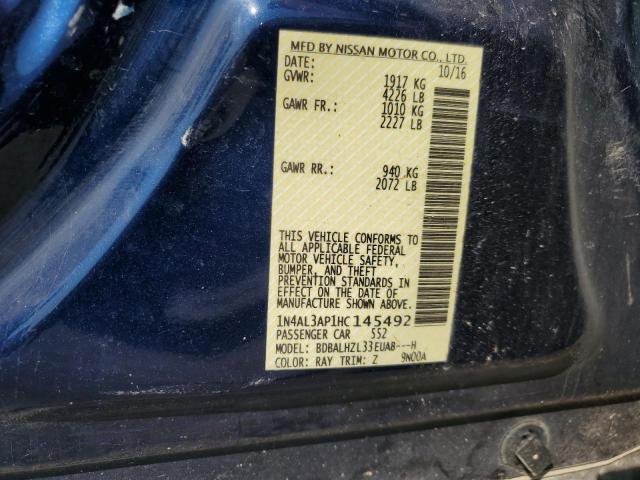 MFD BY NISSAN MOTOR CO., LTD.
DATE: 10/16
GVWR: 1917 KG
4226 LB
GAWR FR.: 1010 KG
2227 LB
GAWR RR.: 940 KG
2072 LB
THIS VEHICLE CONFORMS TO
ALL APPLICABLE FEDERAL
MOTOR VEHICLE SAFETY,
BUMPER, AND THEFT
PREVENTION STANDARDS IN
EFFECT ON THE DATE OF
MANUFACTURE SHOWN ABOVE.
1N4AL3AP1HC145492
PASSENGER CAR 552
MODEL: BDBALHZL33EUAB---H
COLOR: RAY TRIM: Z 9N00A